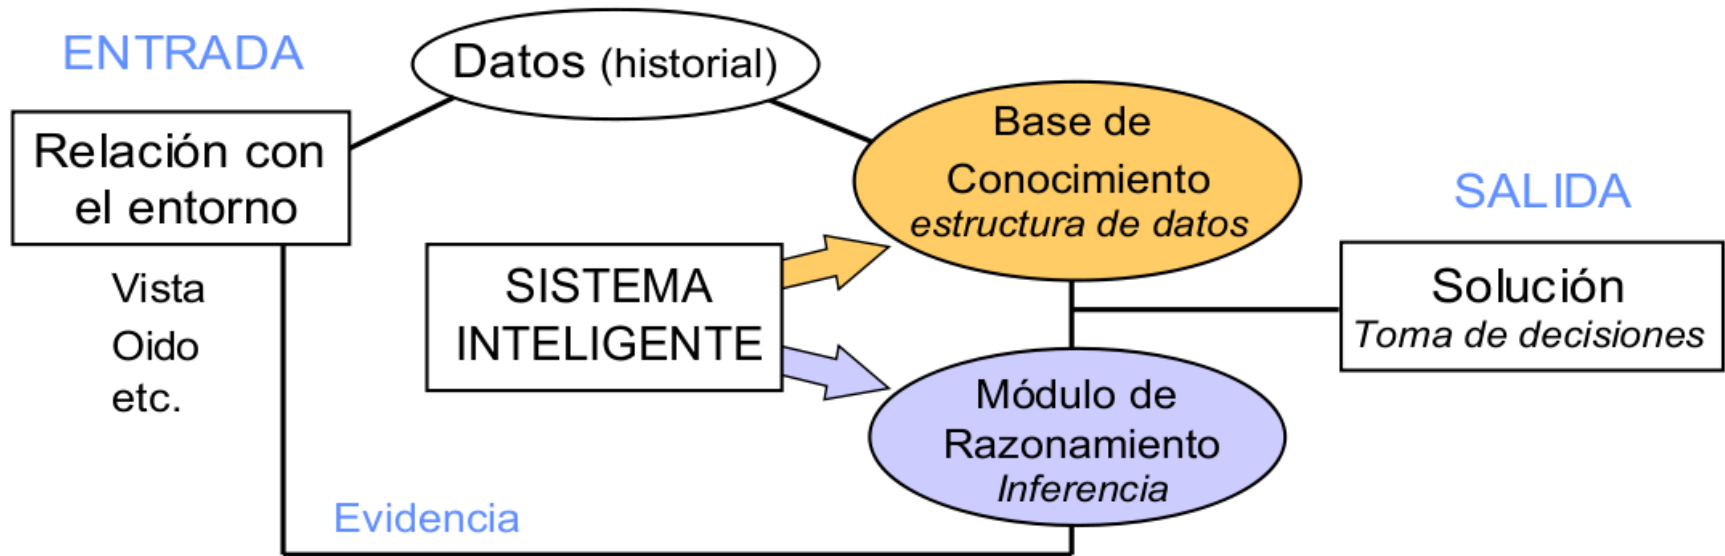 ENTRADA
Datos (historial)
Relación con
el entorno
Vista
Oido
etc.
Base de
Conocimiento
estructura de datos
SISTEMA
INTELIGENTE
SALIDA
Solución
Toma de decisiones
Módulo de
Razonamiento
Inferencia
Evidencia